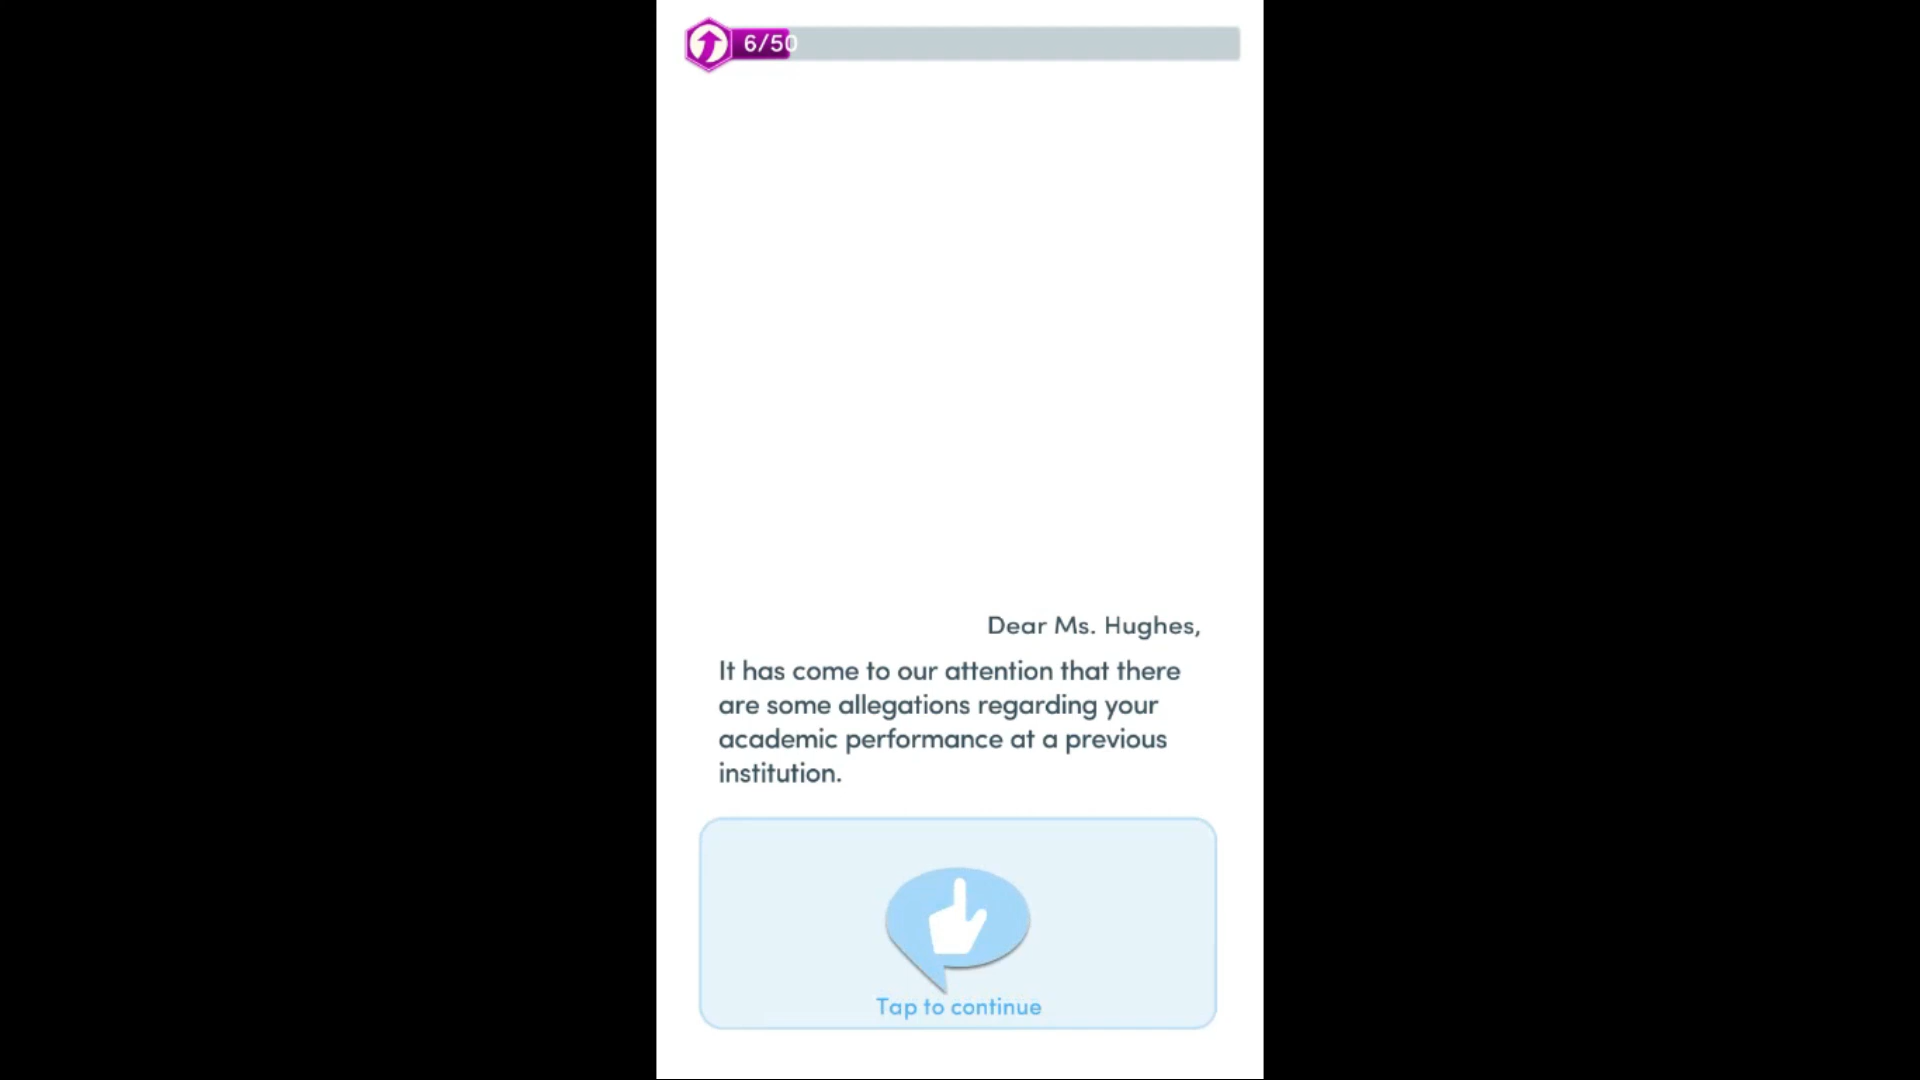 6/50
Dear Ms. Hughes,
It has come to our attention that there
are some allegations regarding your
academic performance at a previous
institution.
Tap to continue